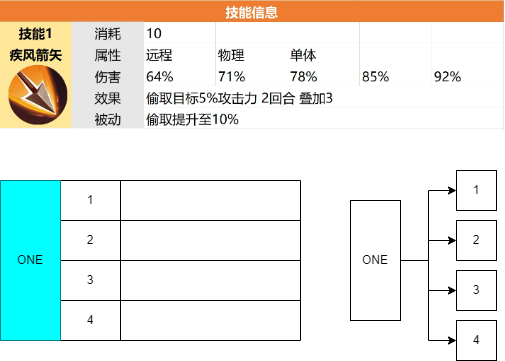 技能信息
技能1 消耗 10
疾风箭矢 属性 远程 物理 单体
伤害 64% 71% 78% 85% 92%
效果 偷取目标5%攻击力 2回合 叠加3
被动 偷取提升至10%
ONE
1
2
3
4
ONE
1
2
3
4